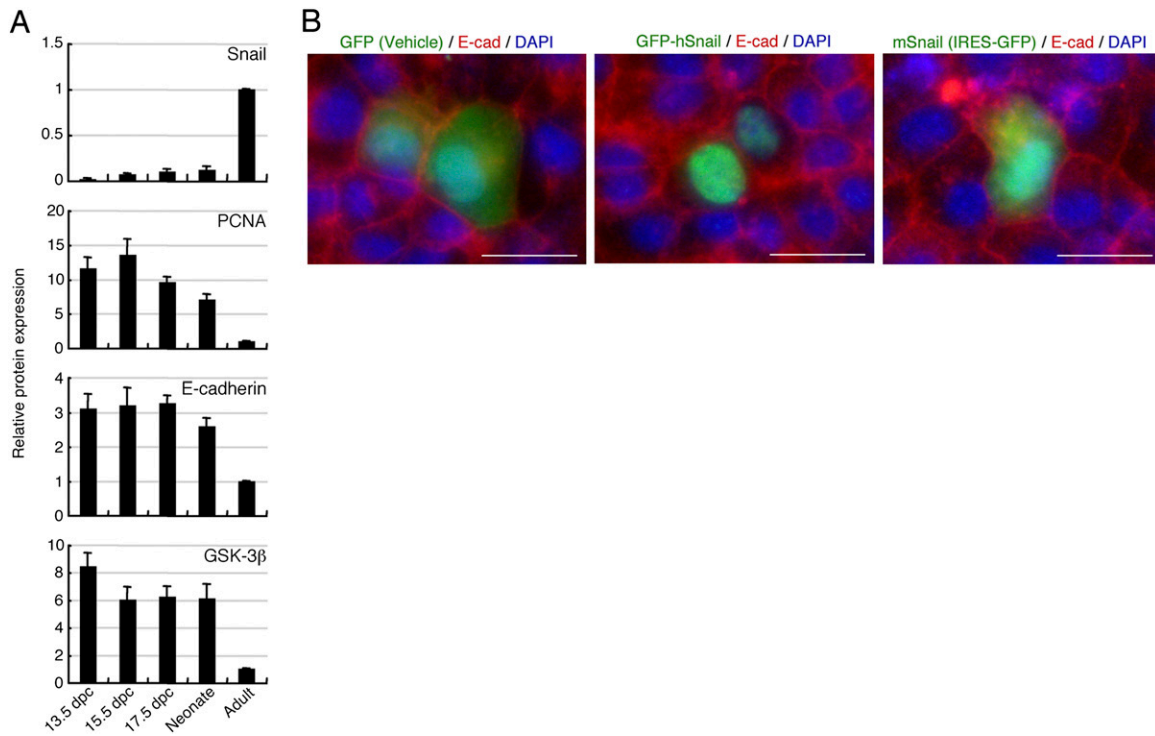 A
Relative protein expression
Snail
1.5
1
0.5
0
PCNA
20
15
10
5
0
E-cadherin
4
3
2
1
0
GSK-3β
10
8
6
4
2
0
13.5 dpc
15.5 dpc
17.5 dpc
Neonate
Adult
B
GFP (Vehicle) / E-cad / DAPI
GFP-hSnail / E-cad / DAPI
mSnail (IRES-GFP) / E-cad / DAPI